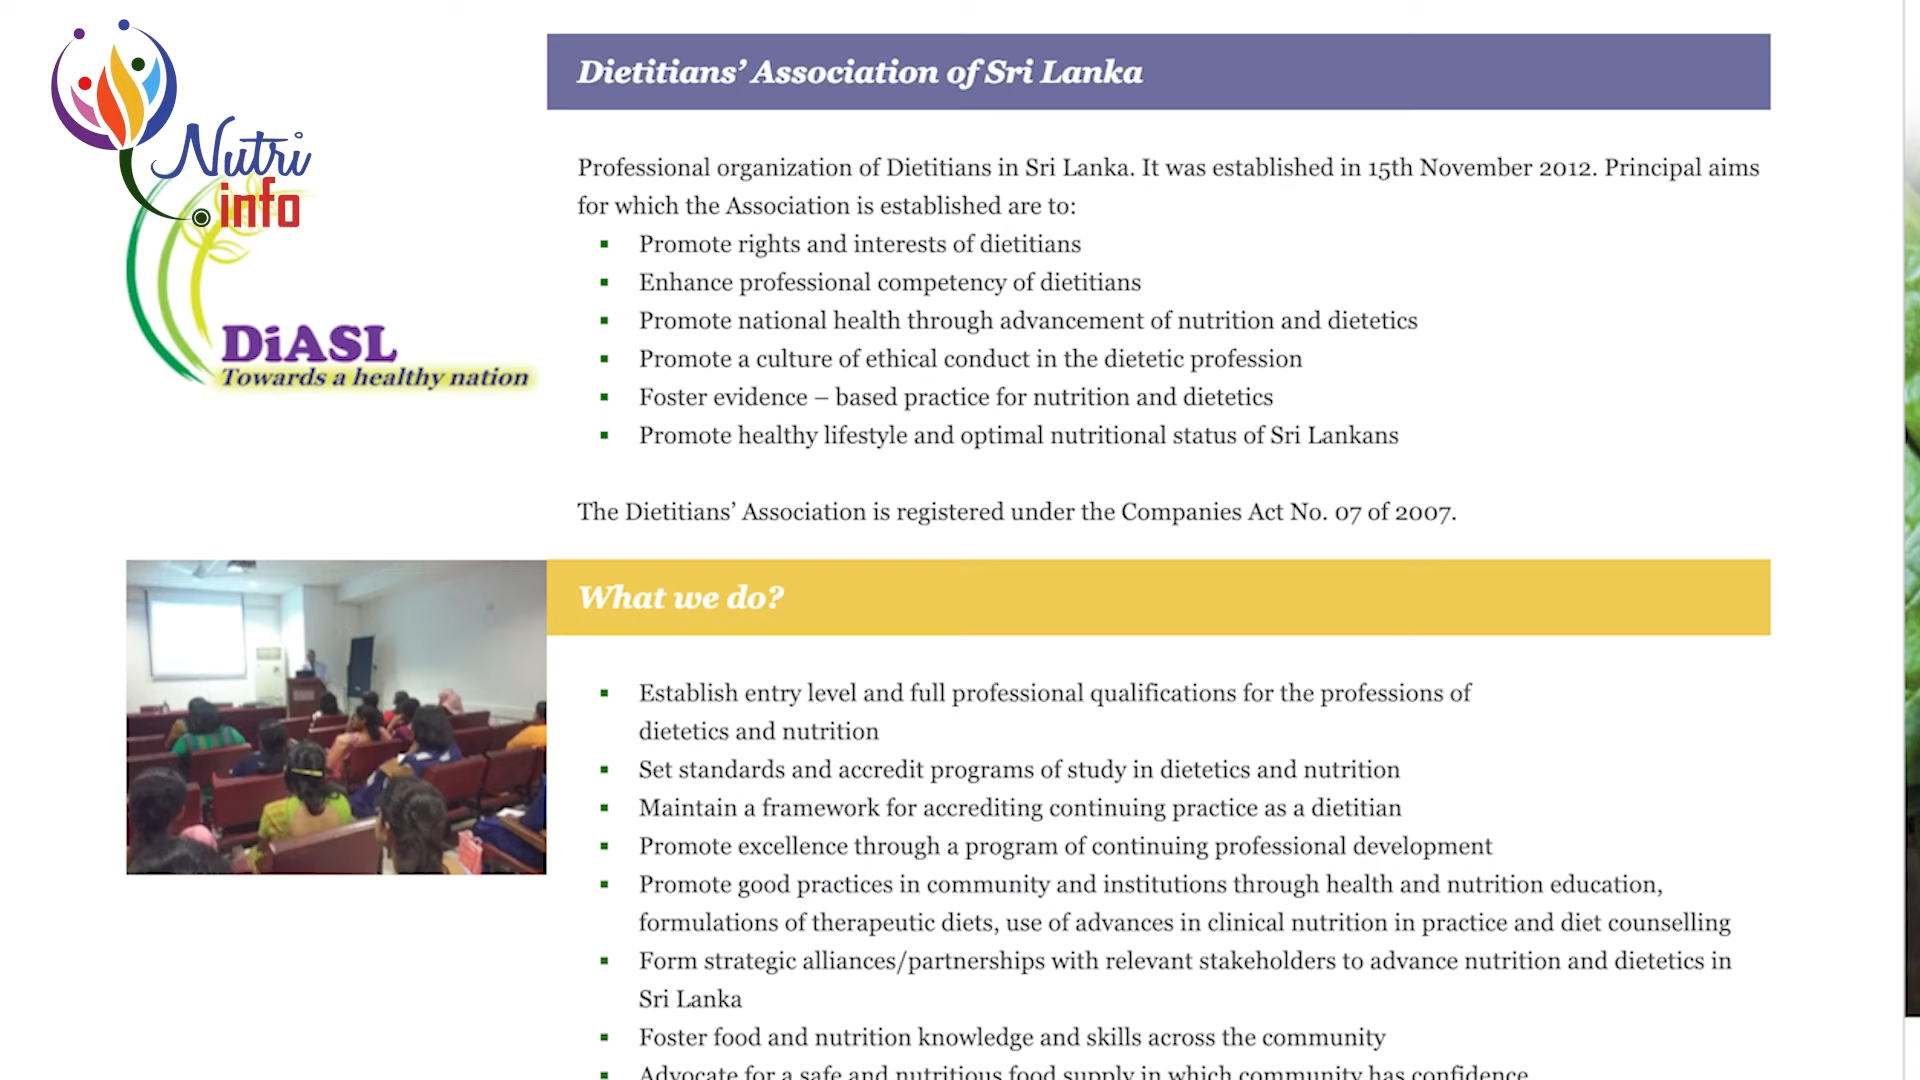 Nutri
info
DiASL
Towards a healthy nation
Dietitians’ Association of Sri Lanka
Professional organization of Dietitians in Sri Lanka. It was established in 15th November 2012. Principal aims
for which the Association is established are to:
▪ Promote rights and interests of dietitians
▪ Enhance professional competency of dietitians
▪ Promote national health through advancement of nutrition and dietetics
▪ Promote a culture of ethical conduct in the dietetic profession
▪ Foster evidence – based practice for nutrition and dietetics
▪ Promote healthy lifestyle and optimal nutritional status of Sri Lankans
The Dietitians’ Association is registered under the Companies Act No. 07 of 2007.
What we do?
▪ Establish entry level and full professional qualifications for the professions of
dietetics and nutrition
▪ Set standards and accredit programs of study in dietetics and nutrition
▪ Maintain a framework for accrediting continuing practice as a dietitian
▪ Promote excellence through a program of continuing professional development
▪ Promote good practices in community and institutions through health and nutrition education,
formulations of therapeutic diets, use of advances in clinical nutrition in practice and diet counselling
▪ Form strategic alliances/partnerships with relevant stakeholders to advance nutrition and dietetics in
Sri Lanka
▪ Foster food and nutrition knowledge and skills across the community
▪ Advocate for a safe and nutritious food supply in which community has confidence